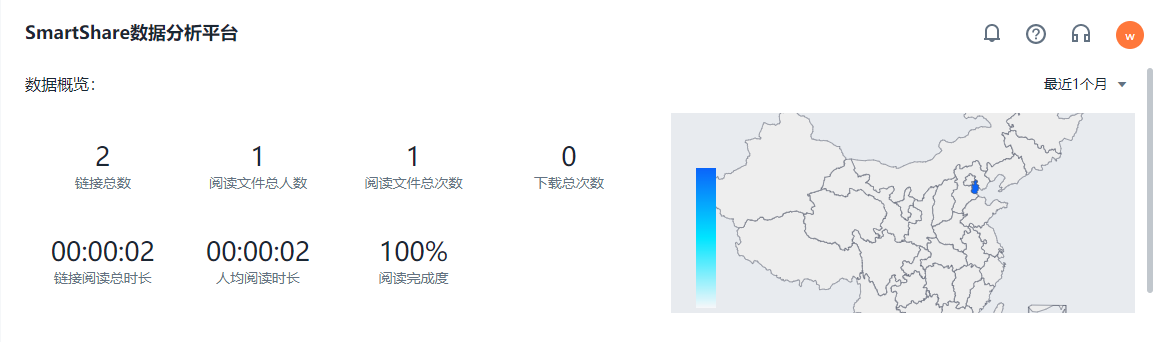 SmartShare数据分析平台
w
数据概览：
最近1个月
2
1
1
0
链接总数
阅读文件总人数
阅读文件总次数
下载总次数
00:00:02
00:00:02
100%
链接阅读总时长
人均阅读时长
阅读完成度